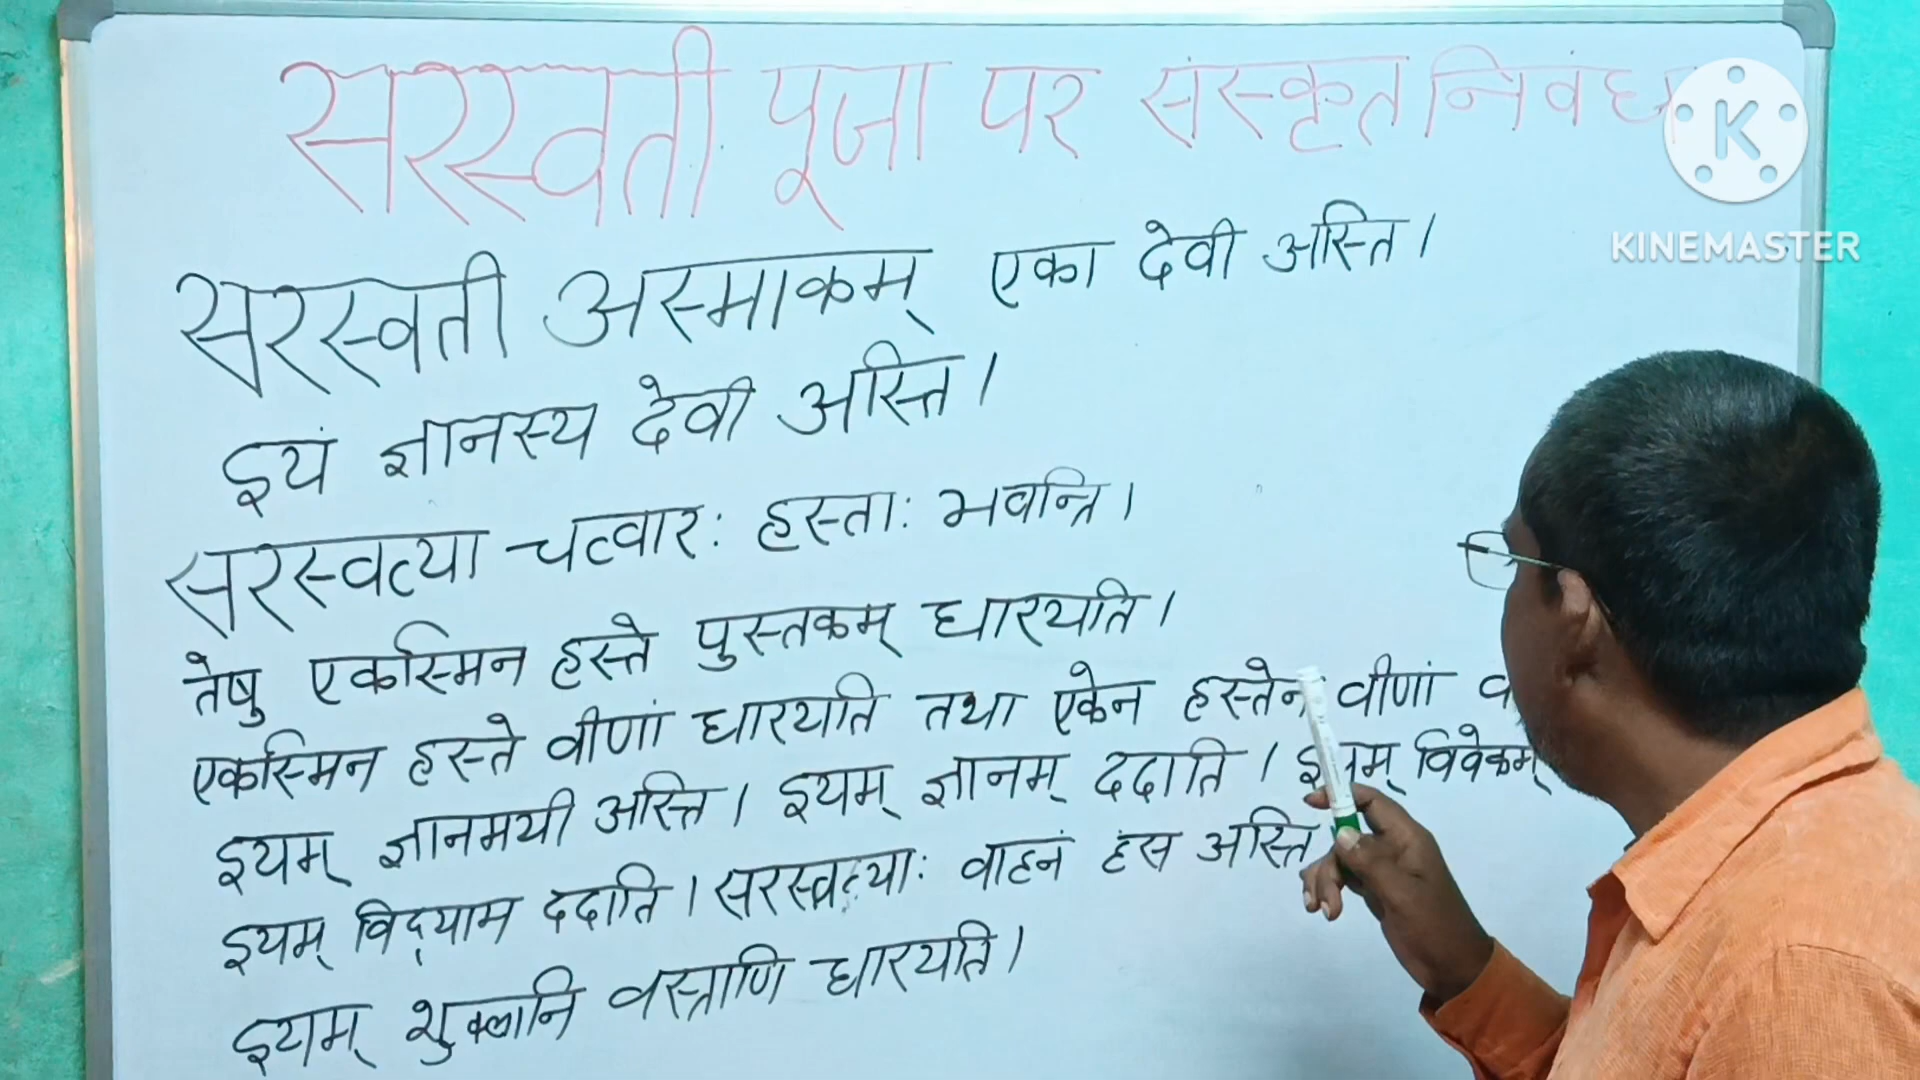 सरस्वती पूजा पर संस्कृत निवंध
KINEMASTER
सरस्वती अस्माकम् एका देवी अस्ति।
इयं ज्ञानस्य देवी अस्ति।
सरस्वत्या चत्वार: हस्ता: भवन्ति।
तेषु एकस्मिन हस्ते पुस्तकम् धारयति।
एकस्मिन हस्ते वीणां धारयति तथा एकेन हस्तेन वीणां
इयम् ज्ञानमयी अस्ति। इयम् ज्ञानम् ददाति। इयम् विवेकम्
इयम् विद्याम ददाति। सरस्वत्या: वाहनं हंस अस्ति
इयम् शुक्लानि वस्त्राणि धारयति।